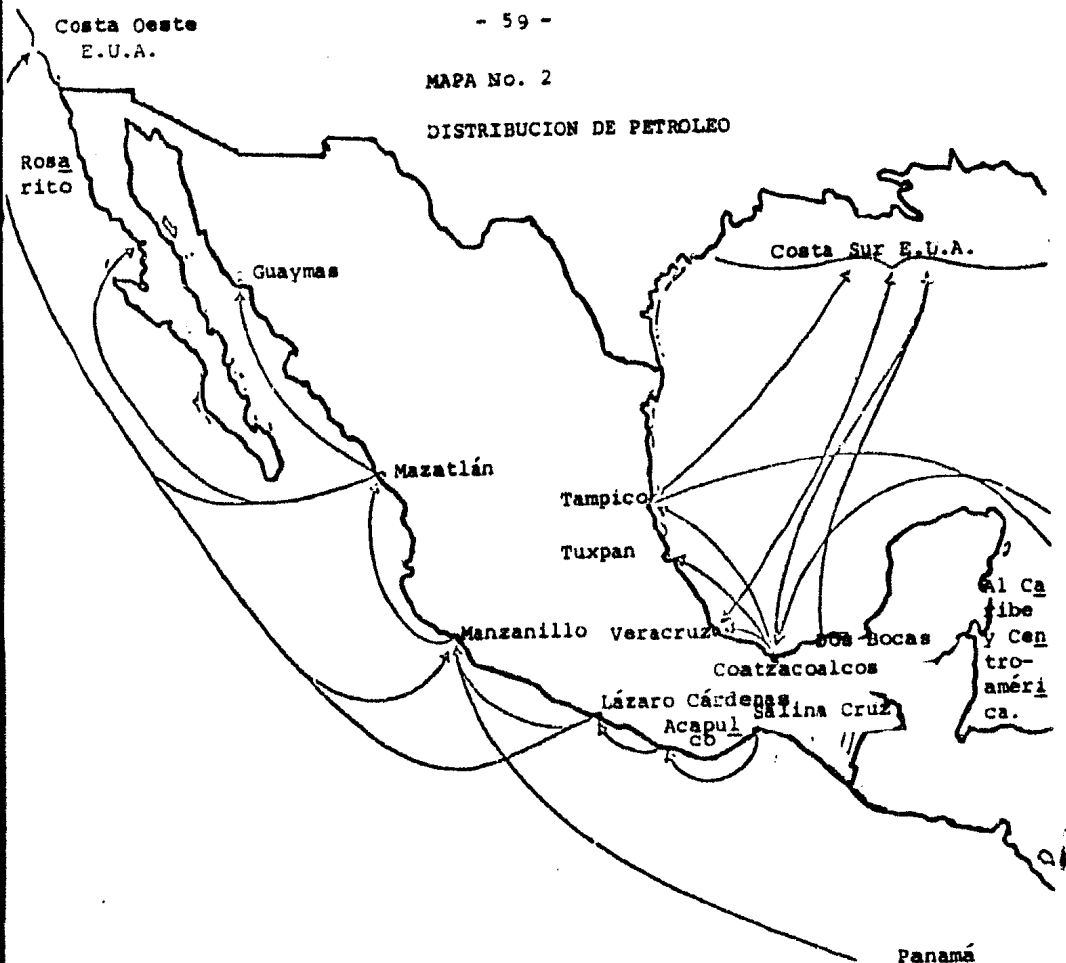 - 59 -
Costa Oeste
E.U.A.
MAPA No. 2
DISTRIBUCION DE PETROLEO
Rosa
rito
Costa Sur E.U.A.
Guaymas
Mazatlán
Tampico
Tuxpan
Al Ca
ribe
y Cen
tro-
améri
ca.
Manzanillo
Veracruz
Dos Bocas
Coatzacoalcos
Lázaro Cárdenas
Salina Cruz
Acapul
co
Panamá